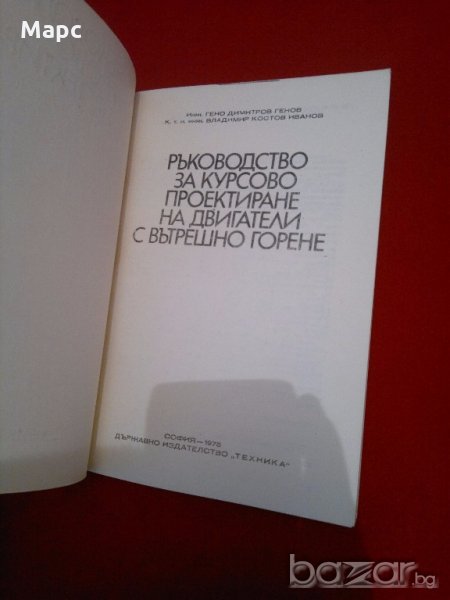 Марс
Инж. ГЕНО ДИМИТРОВ ГЕНОВ
К. т. н. инж. ВЛАДИМИР КОСТОВ ИВАНОВ
РЪКОВОДСТВО
ЗА КУРСОВО
ПРОЕКТИРАНЕ
НА ДВИГАТЕЛИ
С ВЪТРЕШНО ГОРЕНЕ
СОФИЯ—1975
ДЪРЖАВНО ИЗДАТЕЛСТВО „ТЕХНИКА“
bazar.bg